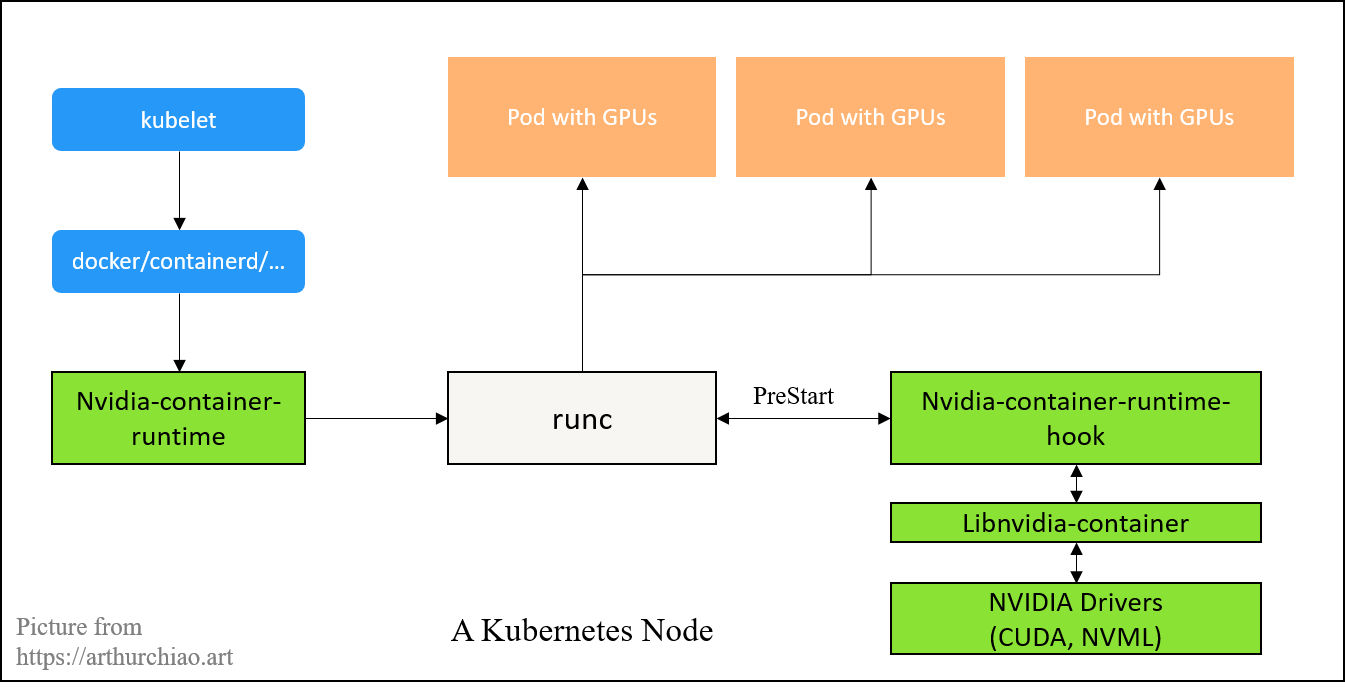 kubelet
Pod with GPUs
Pod with GPUs
Pod with GPUs
docker/containerd/...
Nvidia-container-
runtime
runc
PreStart
Nvidia-container-runtime-
hook
Libnvidia-container
NVIDIA Drivers
(CUDA, NVML)
A Kubernetes Node
Picture from
https://arthurchiao.art